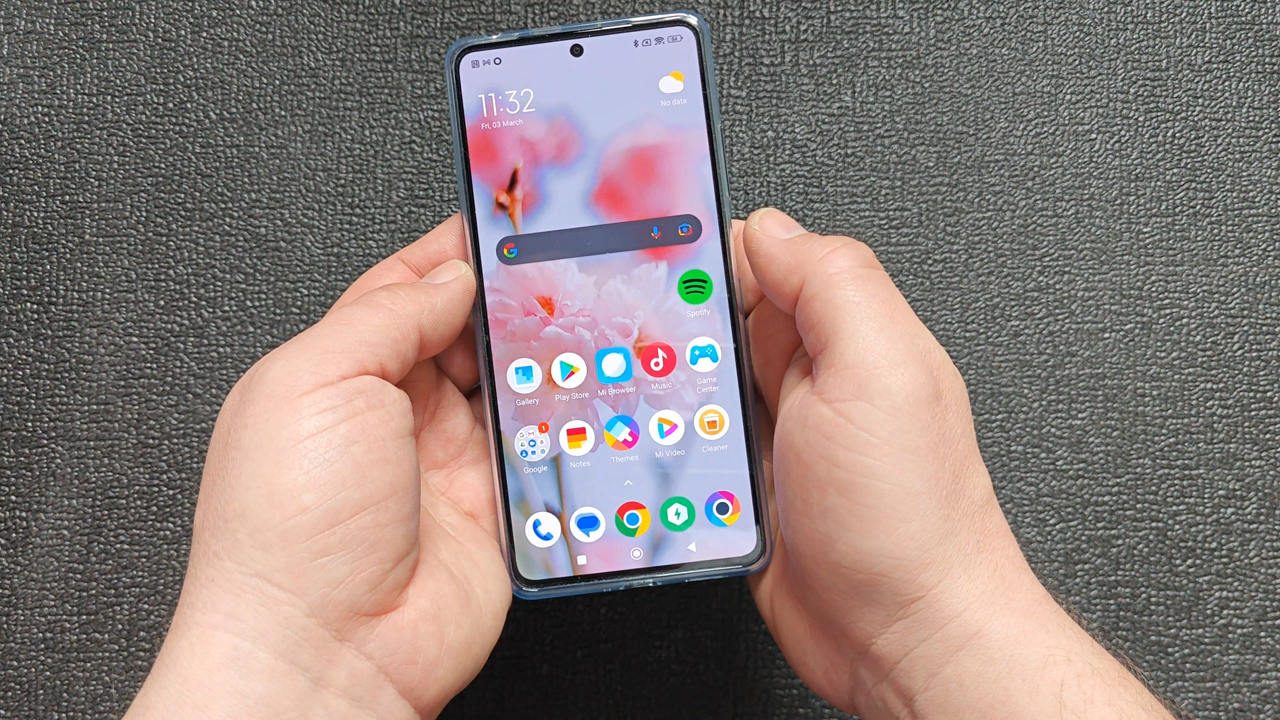 11:32
Fri, 03 March
No data
Spotify
Gallery
Play Store
Mi Browser
Music
Game
Center
1
Google
Notes
Themes
Mi Video
Cleaner